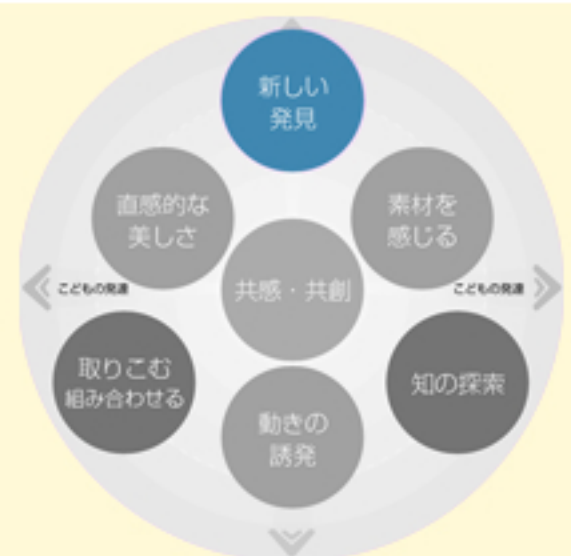 新しい
発見
直感的な
美しさ
素材を
感じる
共感・共創
こどもの発達
こどもの発達
取りこむ
組み合わせる
知の探索
動きの
誘発